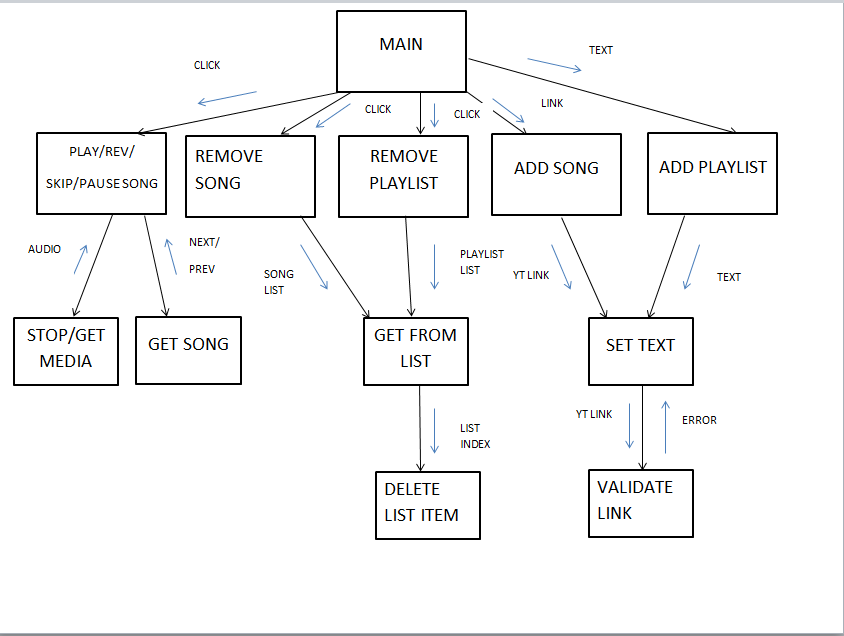 MAIN
TEXT
CLICK
CLICK
CLICK
LINK
PLAY/REV/
SKIP/PAUSE SONG
REMOVE
SONG
REMOVE
PLAYLIST
ADD SONG
ADD PLAYLIST
AUDIO
NEXT/
PREV
SONG
LIST
PLAYLIST
LIST
YT LINK
TEXT
STOP/GET
MEDIA
GET SONG
GET FROM
LIST
SET TEXT
LIST
INDEX
YT LINK
ERROR
DELETE
LIST ITEM
VALIDATE
LINK